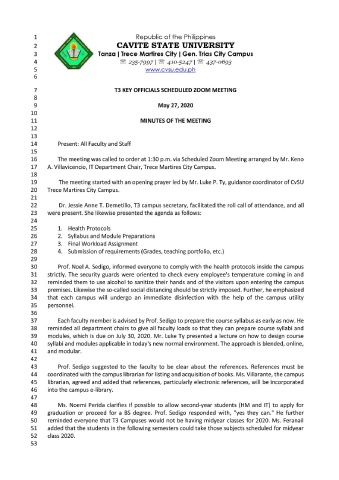 1 Republic of the Philippines
2 CAVITE STATE UNIVERSITY
3 Tanza | Trece Martires City | Gen. Trias City Campus
4 ☏ 235-7997 | ☏ 410-5247 | ☏ 437-0693
5 www.cvsu.edu.ph
6
7 T3 KEY OFFICIALS SCHEDULED ZOOM MEETING
8
9 May 27, 2020
10
11 MINUTES OF THE MEETING
12
13
14 Present: All Faculty and Staff
15
16 The meeting was called to order at 1:30 p.m. via Scheduled Zoom Meeting arranged by Mr. Keno
17 A. Villavicencio, IT Department Chair, Trece Martires City.
18
19 The meeting started with an opening prayer led by Mr. Luke P. Ty, guidance coordinator of CvSU
20 Trece Martires City Campus.
21
22 Dr. Jessie Anne T. Demetillo, T3 campus secretary, facilitated the roll call of attendance, and all
23 were present. She likewise presented the agenda as follows:
24
25 1. Health Protocols
26 2. Syllabus and Module Preparations
27 3. Final Workload Assignment
28 4. Submission of requirements (Grades, teaching portfolio, etc.)
29
30 Prof. Noel A. Sedigo, informed everyone to comply with the health protocols inside the campus
31 strictly. The security guards were oriented to check every employee's temperature coming in and
32 reminded them to use alcohol to sanitize their hands and of the visitors upon entering the campus
33 premises. Likewise the so-called social distancing should be strictly imposed. Further, he emphasized
34 that each campus will undergo an immediate disinfection with the help of the campus utility
35 personnel.
36
37 Each faculty member is advised by Prof. Sedigo to prepare the course syllabus as early as now. He
38 reminded all department chairs to give all faculty loads so that they can prepare course syllabi and
39 modules, which is due on July 30, 2020. Mr. Luke Ty presented a lecture on how to design course
40 syllabi and modules applicable in today's new normal environment. The approach is blended, online,
41 and modular.
42
43 Prof. Sedigo suggested to the faculty to be clear about the references. References must be
44 coordinated with the campus librarian for listing and acquisition of books. Ms. Villarante, the campus
45 librarian, agreed and added that references, particularly electronic references, will be incorporated
46 into the campus e-library.
47
48 Ms. Noemi Perida clarifies if possible to allow second-year students (HM and IT) to apply for
49 graduation or proceed for a BS degree. Prof. Sedigo responded with, "yes they can." He further
50 reminded everyone that T3 Campuses would not be having midyear classes for 2020. Ms. Feranail
51 added that the students in the following semesters could take those subjects scheduled for midyear
52 class 2020.
53